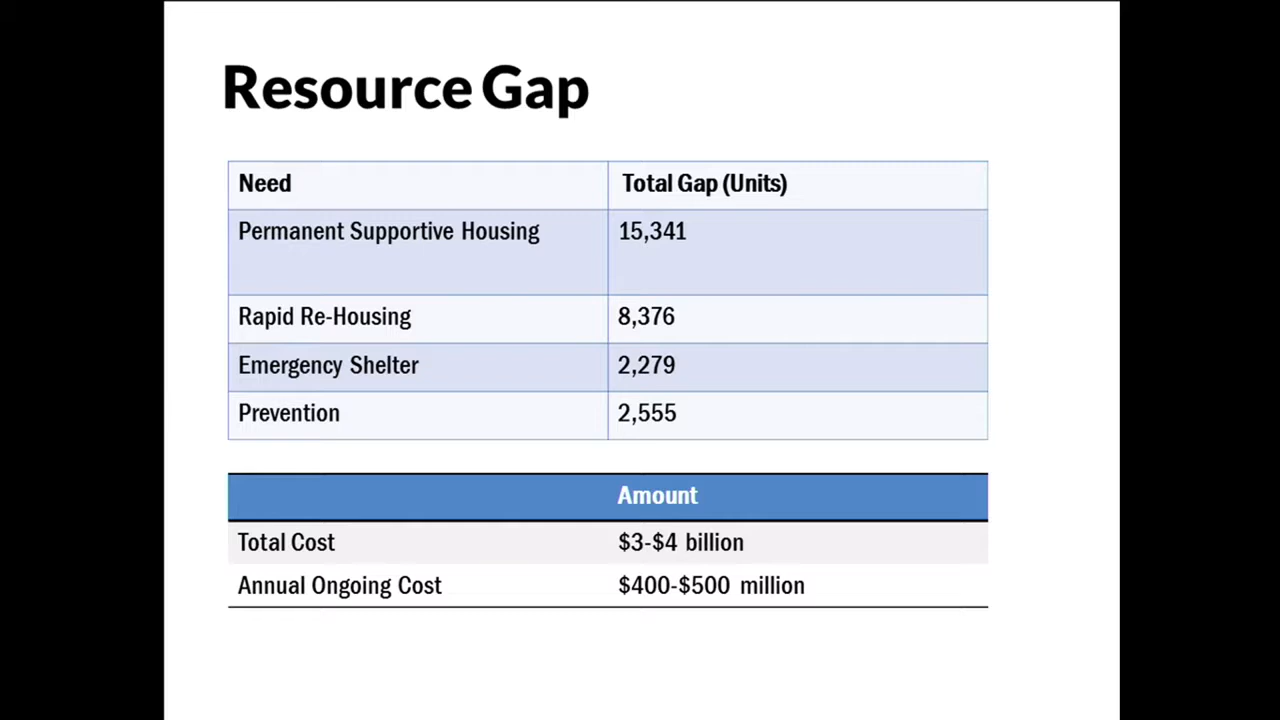 Resource Gap
Need Total Gap (Units)
Permanent Supportive Housing 15,341
Rapid Re-Housing 8,376
Emergency Shelter 2,279
Prevention 2,555
Amount
Total Cost $3-$4 billion
Annual Ongoing Cost $400-$500 million